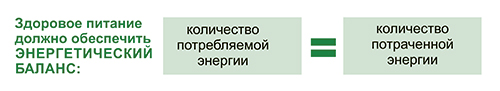 Здоровое питание
должно обеспечить
ЭНЕРГЕТИЧЕСКИЙ
БАЛАНС:
количество
потребляемой
энергии
=
количество
потраченной
энергии